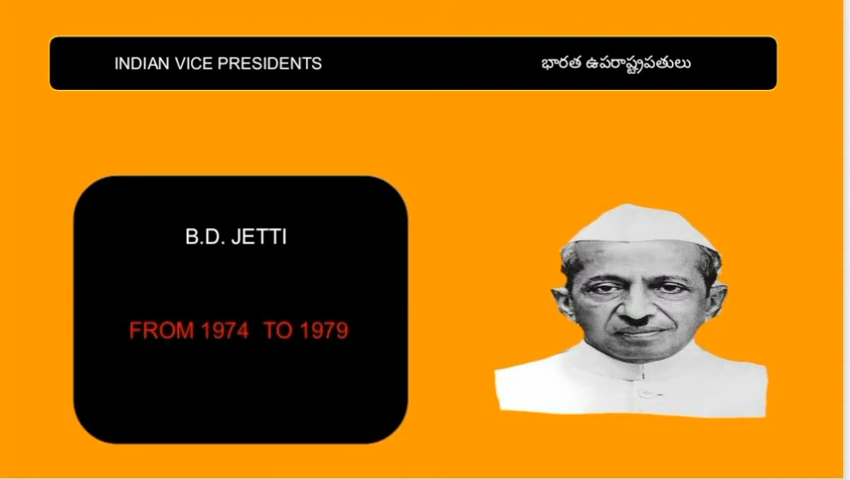 INDIAN VICE PRESIDENTS
భారత ఉపరాష్ట్రపతులు
B.D. JETTI
FROM 1974 TO 1979